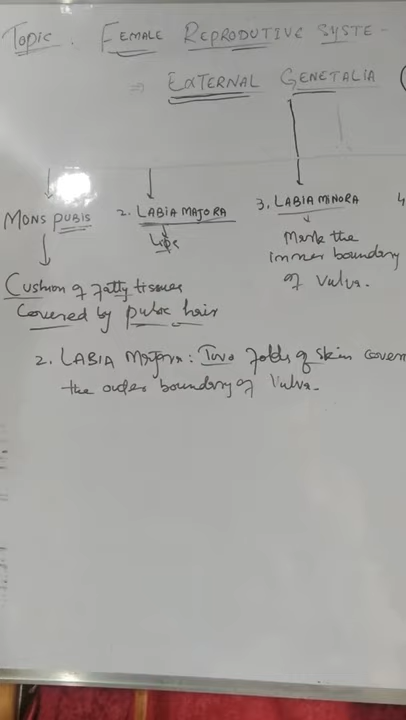 Topic: FEMALE REPRODUTIVE SYSTE
⇒ EXTERNAL GENETALIA
MONS PUBIS
Cushion of fatty tissues
Covered by pubic hair
2. LABIA MAJORA
Lips
3. LABIA MINORA
Mark the
inner boundary
of vulva.
4
2. LABIA Majora: Two folds of skin cover
the outer boundary of Vulva.